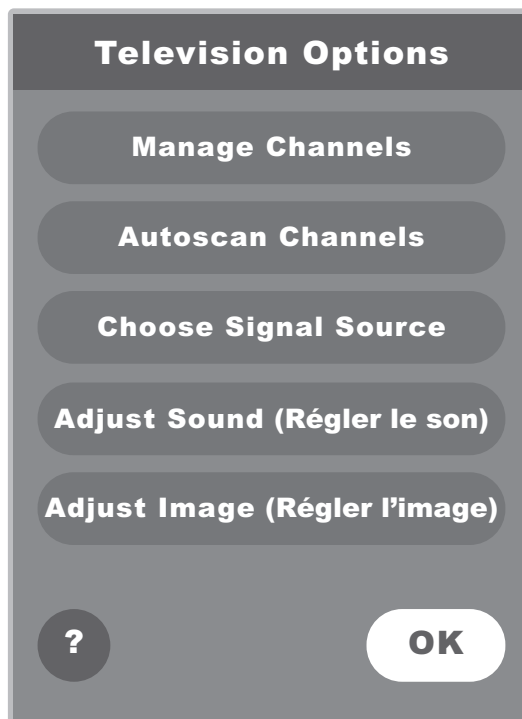 Television Options
Manage Channels
Autoscan Channels
Choose Signal Source
Adjust Sound (Régler le son)
Adjust Image (Régler l’image)
?
OK